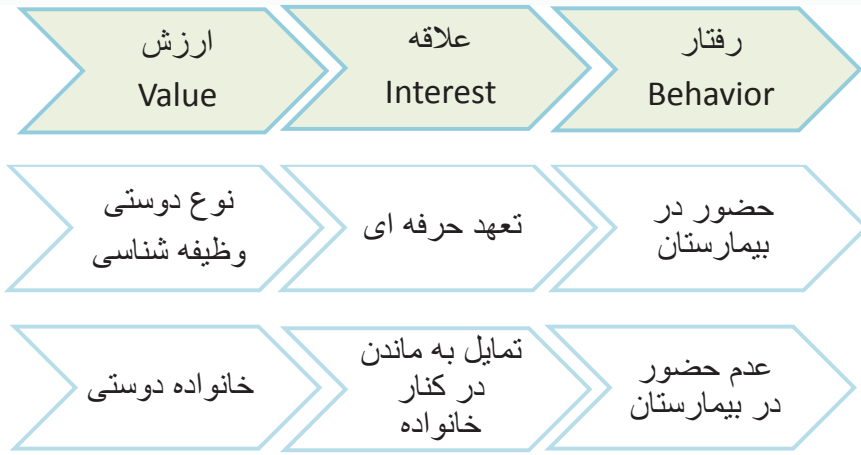 ارزش
Value
علاقه
Interest
رفتار
Behavior
نوع دوستی
وظیفه شناسی
تعهد حرفه ای
حضور در
بیمارستان
خانواده دوستی
تمایل به ماندن
در کنار
خانواده
عدم حضور
در بیمارستان